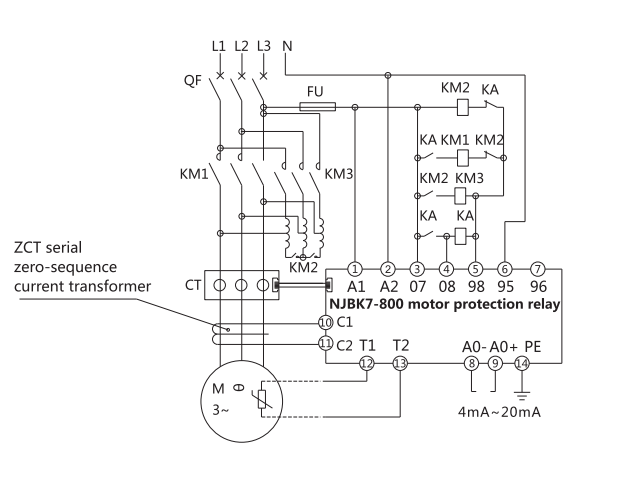 L1 L2 L3 N
QF
FU
KM2 KA
KA KM1 KM2
KM1
KM3
KM2 KM3
KA KA
KM2
ZCT serial
zero-sequence
current transformer
CT
1 2 3 4 5 6 7
A1 A2 07 08 98 95 96
NJBK7-800 motor protection relay
10 C1
11 C2 T1 T2 A0- A0+ PE
12 13 8 9 14
M
3~
4mA~20mA